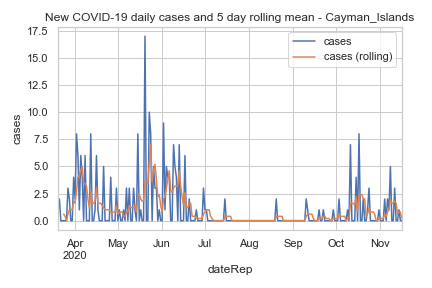 New COVID-19 daily cases and 5 day rolling mean - Cayman_Islands
cases
cases (rolling)
17.5
15.0
12.5
10.0
7.5
5.0
2.5
0.0
cases
Apr May Jun Jul Aug Sep Oct Nov
2020
dateRep